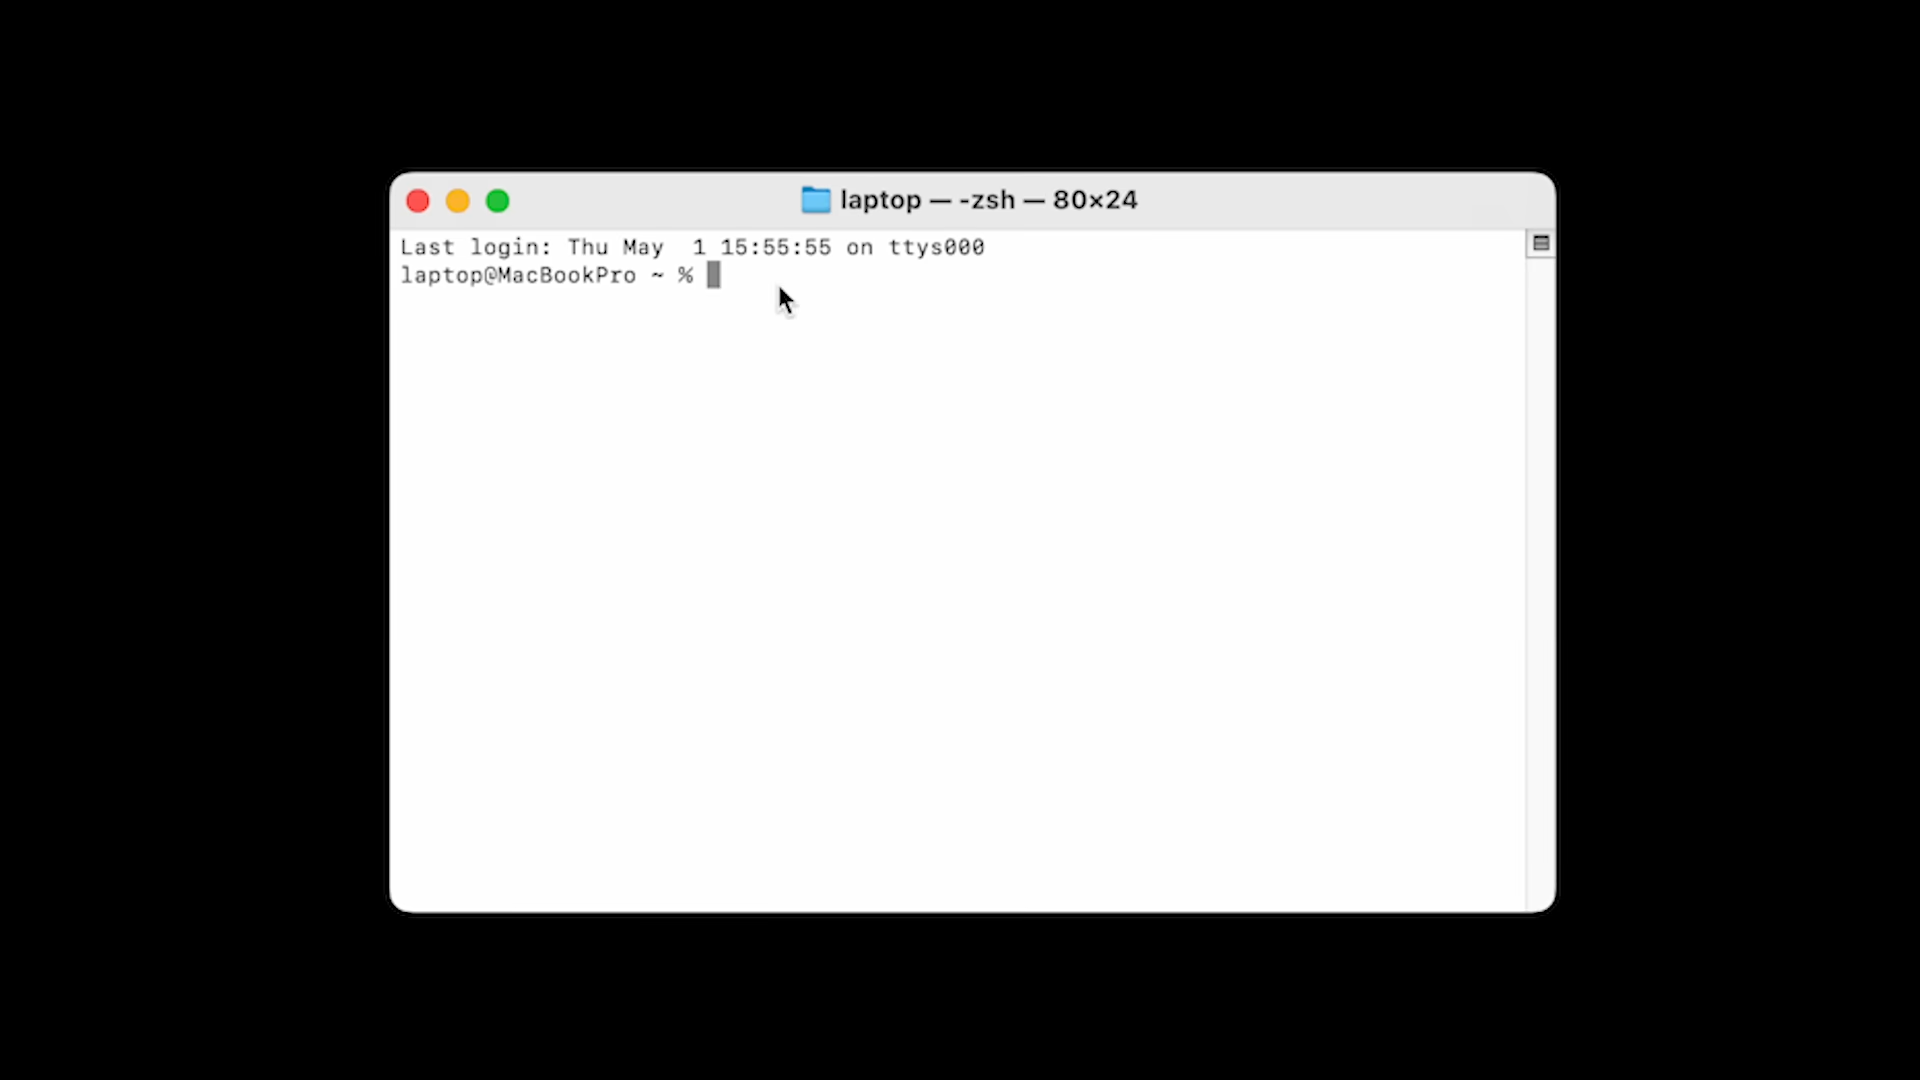 laptop — -zsh — 80×24
Last login: Thu May  1 15:55:55 on ttys000
laptop@MacBookPro ~ %